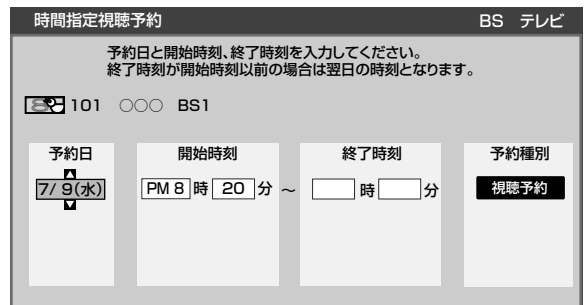 時間指定視聴予約 BS テレビ
予約日と開始時刻、終了時刻を入力してください。
終了時刻が開始時刻以前の場合は翌日の時刻となります。
101 ○○○ BS1
予約日 開始時刻 終了時刻 予約種別
7/ 9(水) PM 8 時 20 分 ~ 時 分 視聴予約